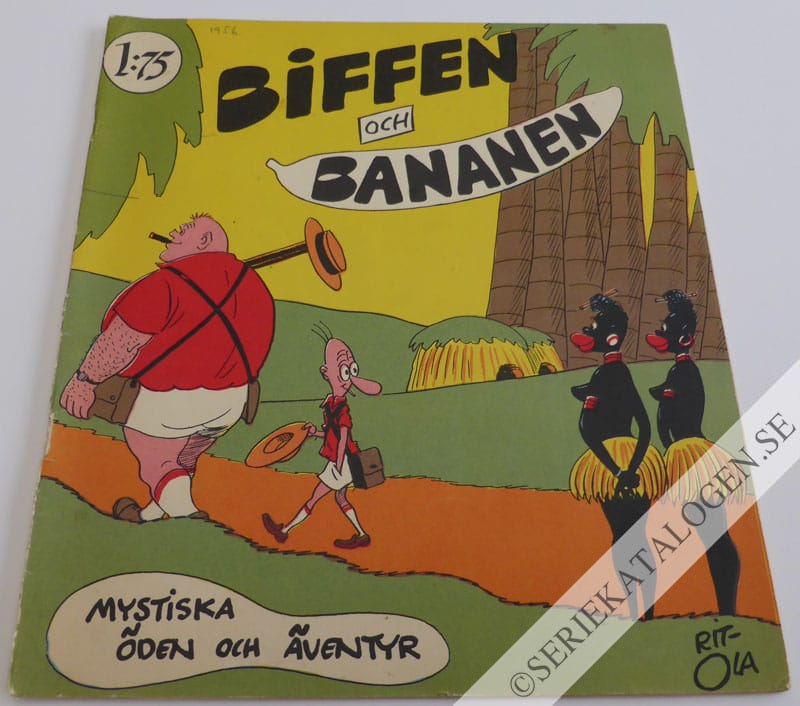 1:75
1956
BiFFEN
OCH
BANANEN
MYSTiSKA
ÖDEN OCH ÄVENTYR
RIT-
OLA
©SERIEKATALOGEN.SE